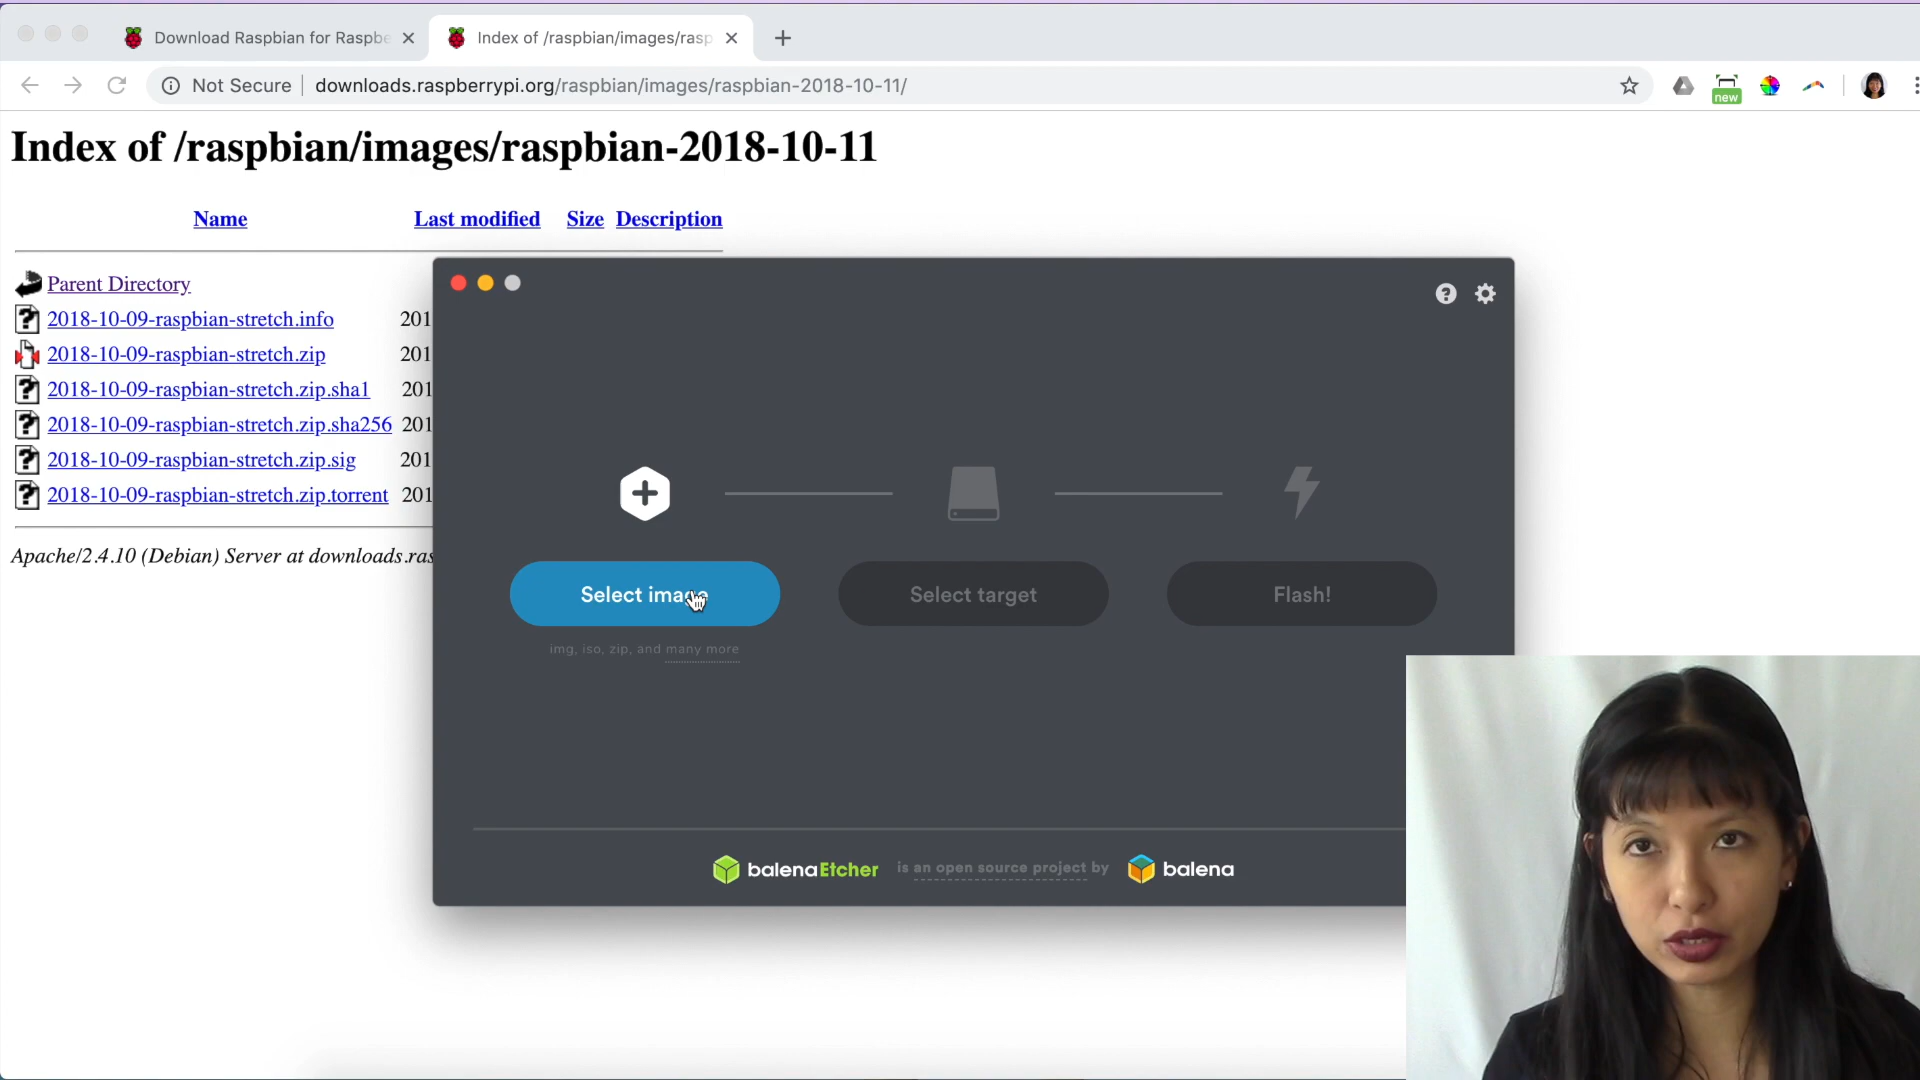 Download Raspbian for Raspbe
Index of /raspbian/images/rasp
Not Secure
downloads.raspberrypi.org/raspbian/images/raspbian-2018-10-11/
new
Index of /raspbian/images/raspbian-2018-10-11
Name Last modified Size Description
Parent Directory
2018-10-09-raspbian-stretch.info 201
2018-10-09-raspbian-stretch.zip 201
2018-10-09-raspbian-stretch.zip.sha1 201
2018-10-09-raspbian-stretch.zip.sha256 201
2018-10-09-raspbian-stretch.zip.sig 201
2018-10-09-raspbian-stretch.zip.torrent 201
Apache/2.4.10 (Debian) Server at downloads.ras
Select image
Select target
Flash!
img, iso, zip, and many more
balenaEtcher is an open source project by balena